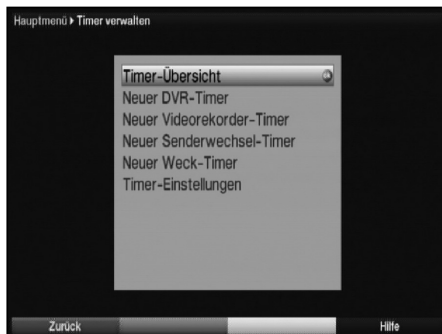 Hauptmenü ▸ Timer verwalten
Timer-Übersicht
Neuer DVR-Timer
Neuer Videorekorder-Timer
Neuer Senderwechsel-Timer
Neuer Weck-Timer
Timer-Einstellungen
Zurück Hilfe